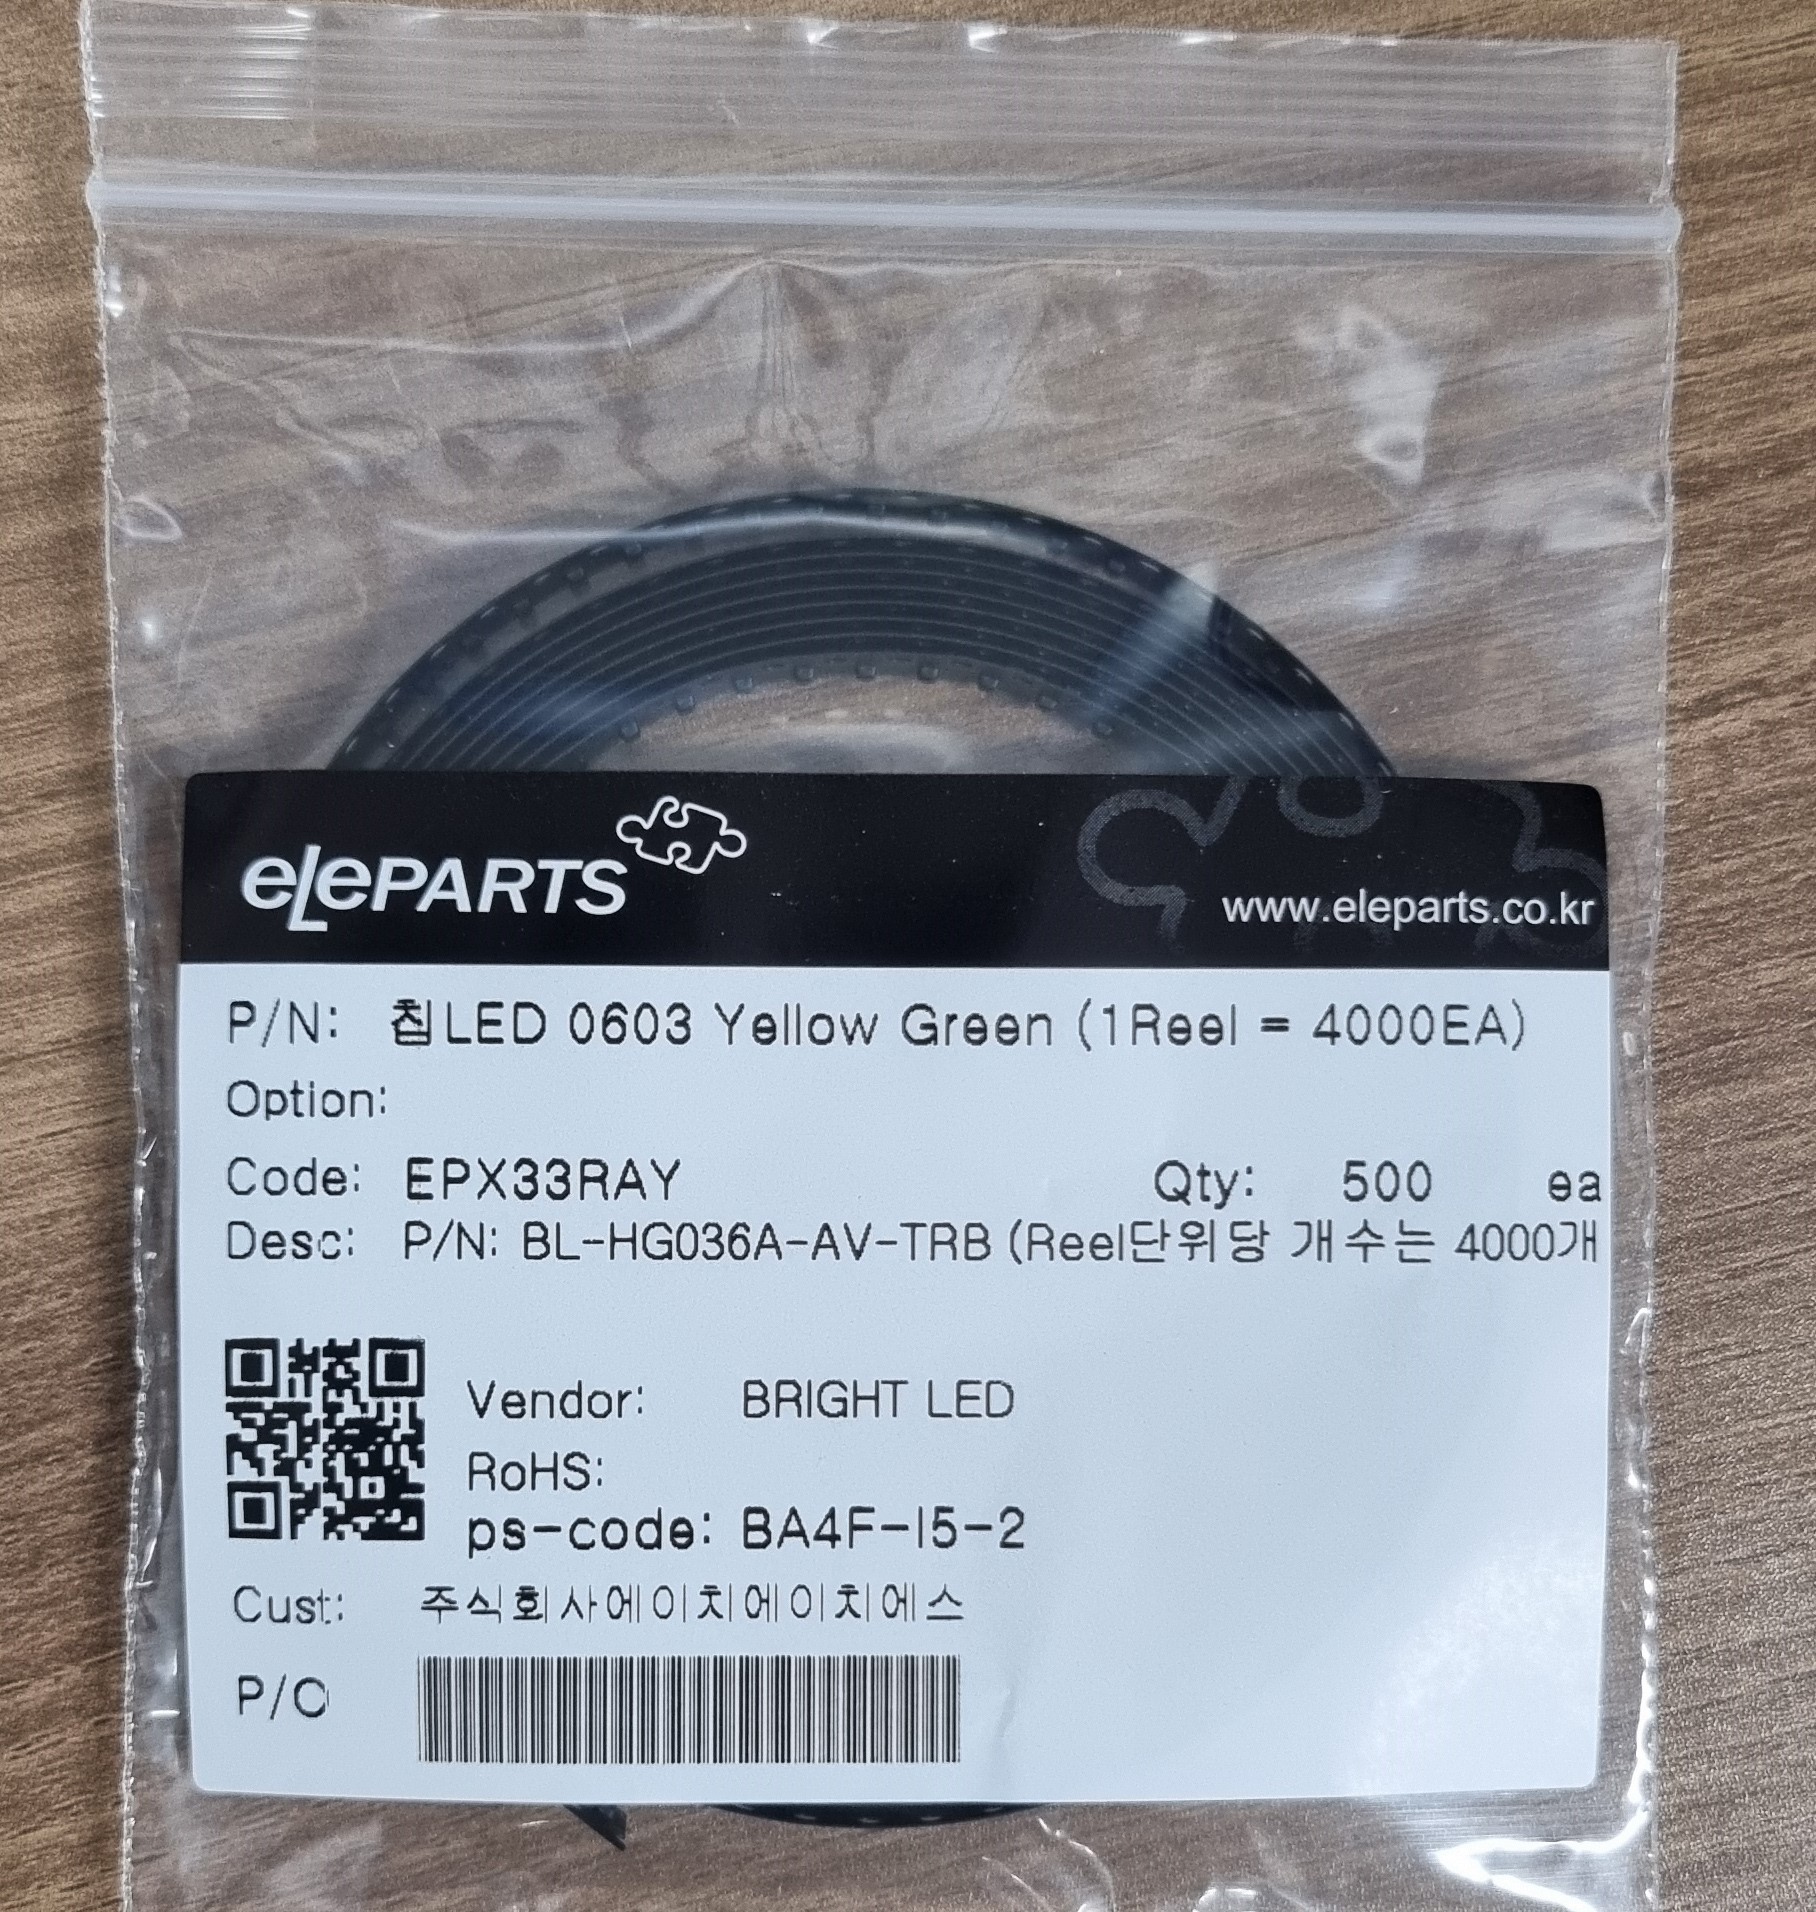 eLePARTS
www.eleparts.co.kr
P/N: 칩LED 0603 Yellow Green (1Reel = 4000EA)
Option:
Code: EPX33RAY Qty: 500 ea
Desc: P/N: BL-HG036A-AV-TRB (Reel단위당 개수는 4000개
Vendor: BRIGHT LED
RoHS:
ps-code: BA4F-I5-2
Cust: 주식회사에이치에이치에스
P/O